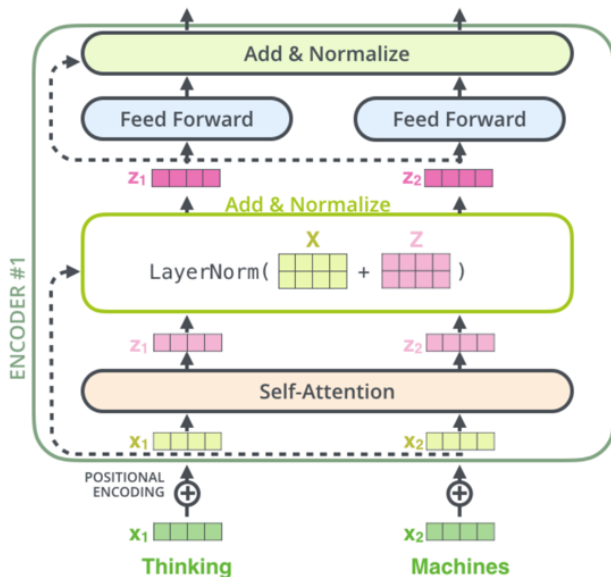 Add & Normalize
Feed Forward Feed Forward
z1 z2
Add & Normalize
X Z
LayerNorm( + )
ENCODER #1
z1 z2
Self-Attention
x1 x2
POSITIONAL
ENCODING
x1 x2
Thinking Machines